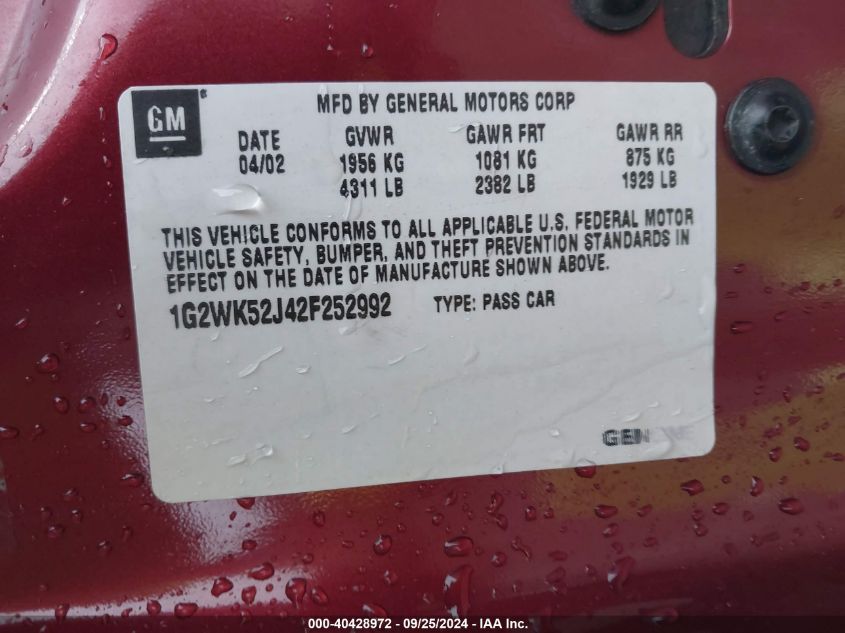 GM
MFD BY GENERAL MOTORS CORP
DATE GVWR GAWR FRT GAWR RR
04/02 1956 KG 1081 KG 875 KG
4311 LB 2382 LB 1929 LB
THIS VEHICLE CONFORMS TO ALL APPLICABLE U.S. FEDERAL MOTOR
VEHICLE SAFETY, BUMPER, AND THEFT PREVENTION STANDARDS IN
EFFECT ON THE DATE OF MANUFACTURE SHOWN ABOVE.
1G2WK52J42F252992 TYPE: PASS CAR
000-40428972 - 09/25/2024 - IAA Inc.